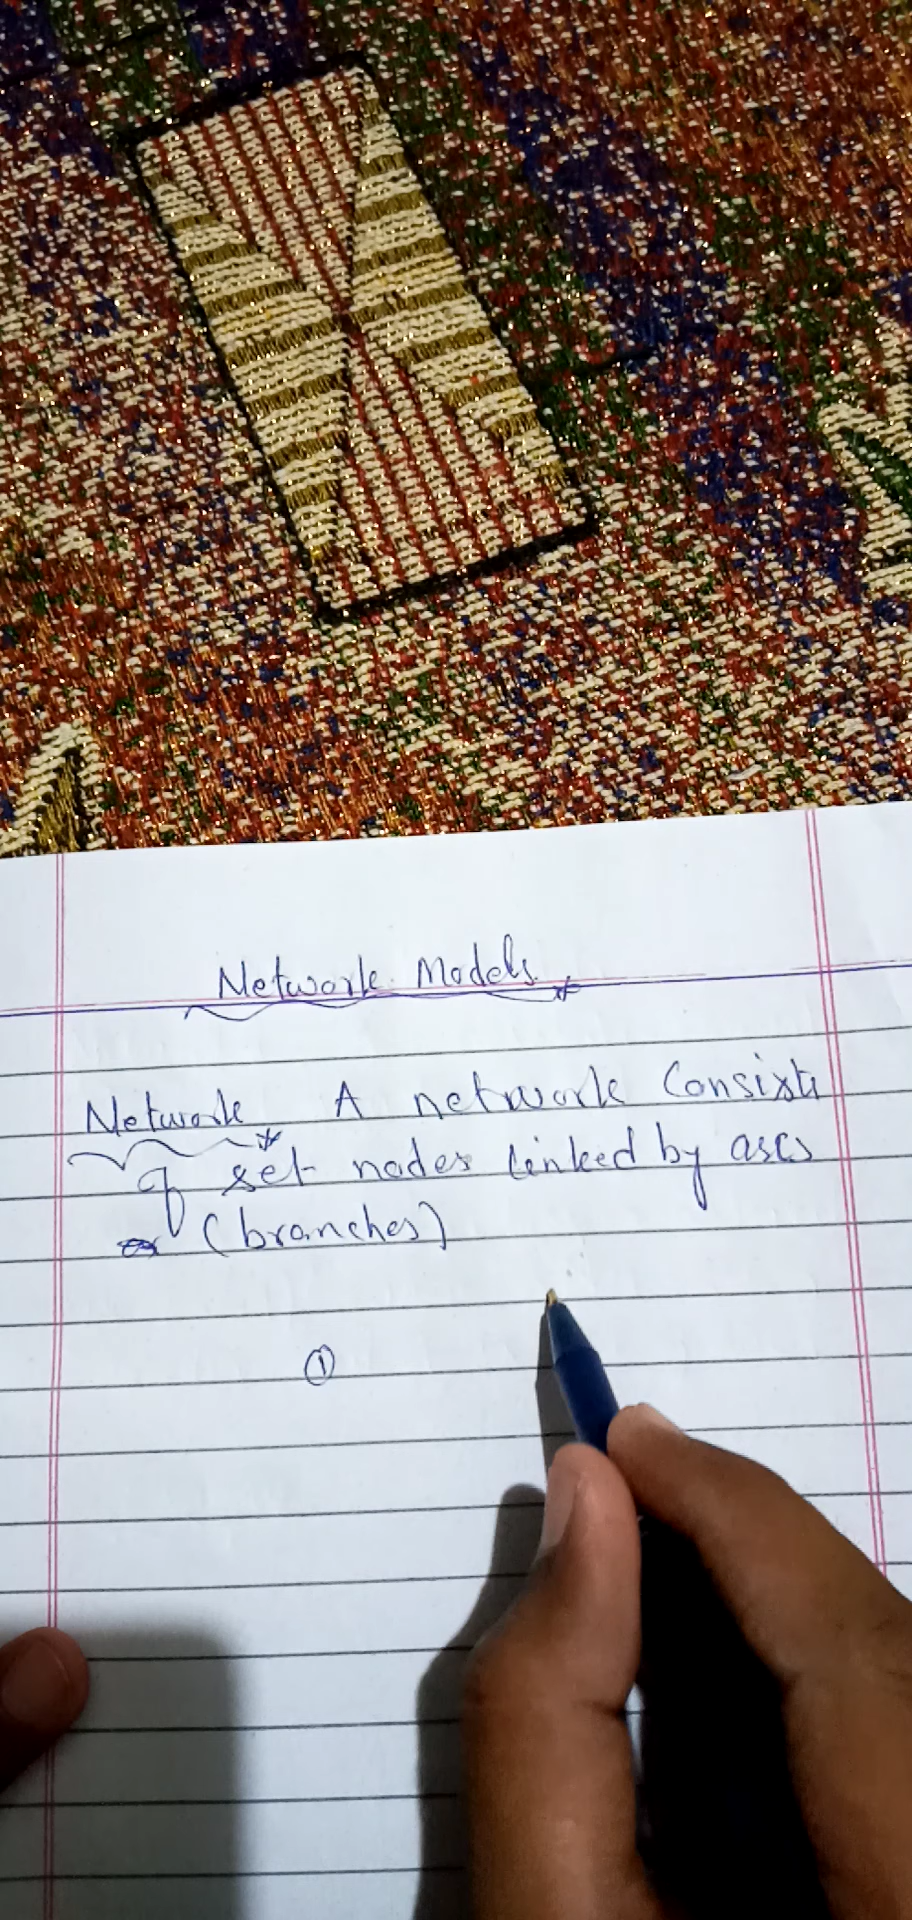 Network Models
Network A network consists
of set nodes linked by arcs
(branches)
①